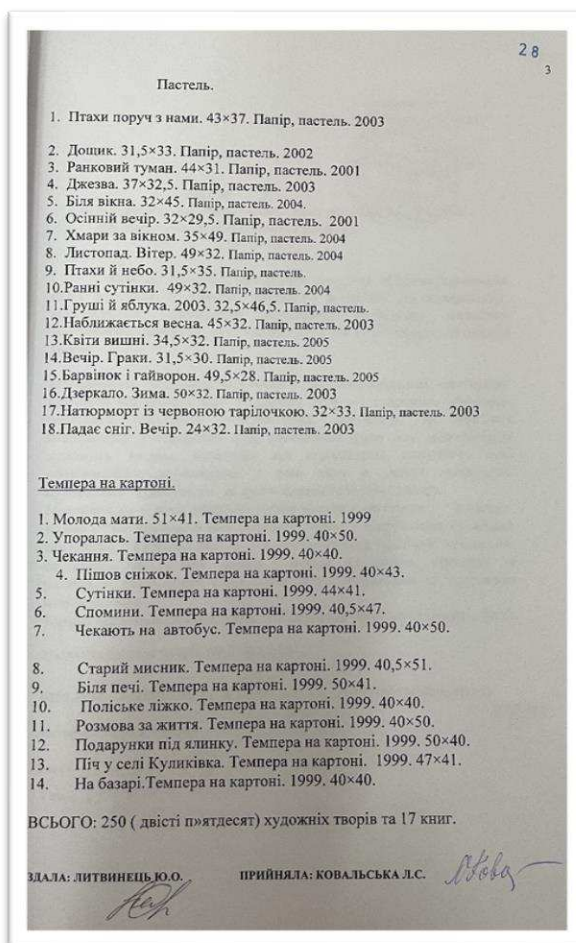 28
3
Пастель.
1. Птахи поруч з нами. 43×37. Папір, пастель. 2003
2. Дощик. 31,5×33. Папір, пастель. 2002
3. Ранковий туман. 44×31. Папір, пастель. 2001
4. Джезва. 37×32,5. Папір, пастель. 2003
5. Біля вікна. 32×45. Папір, пастель. 2004.
6. Осінній вечір. 32×29,5. Папір, пастель. 2001
7. Хмари за вікном. 35×49. Папір, пастель. 2004
8. Листопад. Вітер. 49×32. Папір, пастель. 2004
9. Птахи й небо. 31,5×35. Папір, пастель.
10.Ранні сутінки. 49×32. Папір, пастель. 2004
11.Груші й яблука. 2003. 32,5×46,5. Папір, пастель.
12.Наближається весна. 45×32. Папір, пастель. 2003
13.Квіти вишні. 34,5×32. Папір, пастель. 2005
14.Вечір. Граки. 31,5×30. Папір, пастель. 2005
15.Барвінок і гайворон. 49,5×28. Папір, пастель. 2005
16.Дзеркало. Зима. 50×32. Папір, пастель. 2003
17.Натюрморт із червоною тарілочкою. 32×33. Папір, пастель. 2003
18.Падає сніг. Вечір. 24×32. Папір, пастель. 2003
Темпера на картоні.
1. Молода мати. 51×41. Темпера на картоні. 1999
2. Упоралась. Темпера на картоні. 1999. 40×50.
3. Чекання. Темпера на картоні. 1999. 40×40.
4. Пішов сніжок. Темпера на картоні. 1999. 40×43.
5. Сутінки. Темпера на картоні. 1999. 44×41.
6. Спомини. Темпера на картоні. 1999. 40,5×47.
7. Чекають на автобус. Темпера на картоні. 1999. 40×50.
8. Старий мисник. Темпера на картоні. 1999. 40,5×51.
9. Біля печі. Темпера на картоні. 1999. 50×41.
10. Поліське ліжко. Темпера на картоні. 1999. 40×40.
11. Розмова за життя. Темпера на картоні. 1999. 40×50.
12. Подарунки під ялинку. Темпера на картоні. 1999. 50×40.
13. Піч у селі Куликівка. Темпера на картоні. 1999. 47×41.
14. На базарі.Темпера на картоні. 1999. 40×40.
ВСЬОГО: 250 ( двісті п»ятдесят) художніх творів та 17 книг.
ЗДАЛА: ЛИТВИНЕЦЬ Ю.О. ПРИЙНЯЛА: КОВАЛЬСЬКА Л.С.